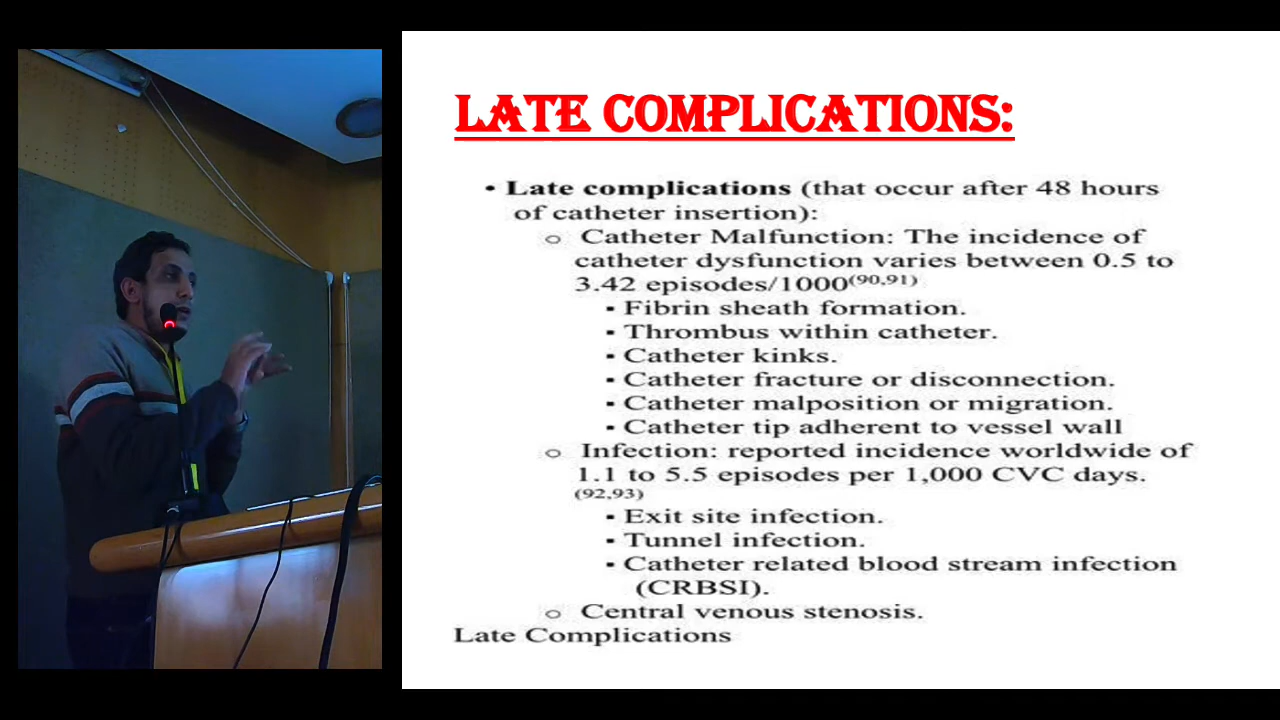 LATE COMPLICATIONS:
• Late complications (that occur after 48 hours
of catheter insertion):
o Catheter Malfunction: The incidence of
catheter dysfunction varies between 0.5 to
3.42 episodes/1000(90,91)
▪ Fibrin sheath formation.
▪ Thrombus within catheter.
▪ Catheter kinks.
▪ Catheter fracture or disconnection.
▪ Catheter malposition or migration.
▪ Catheter tip adherent to vessel wall
o Infection: reported incidence worldwide of
1.1 to 5.5 episodes per 1,000 CVC days.
(92,93)
▪ Exit site infection.
▪ Tunnel infection.
▪ Catheter related blood stream infection
(CRBSI).
o Central venous stenosis.
Late Complications